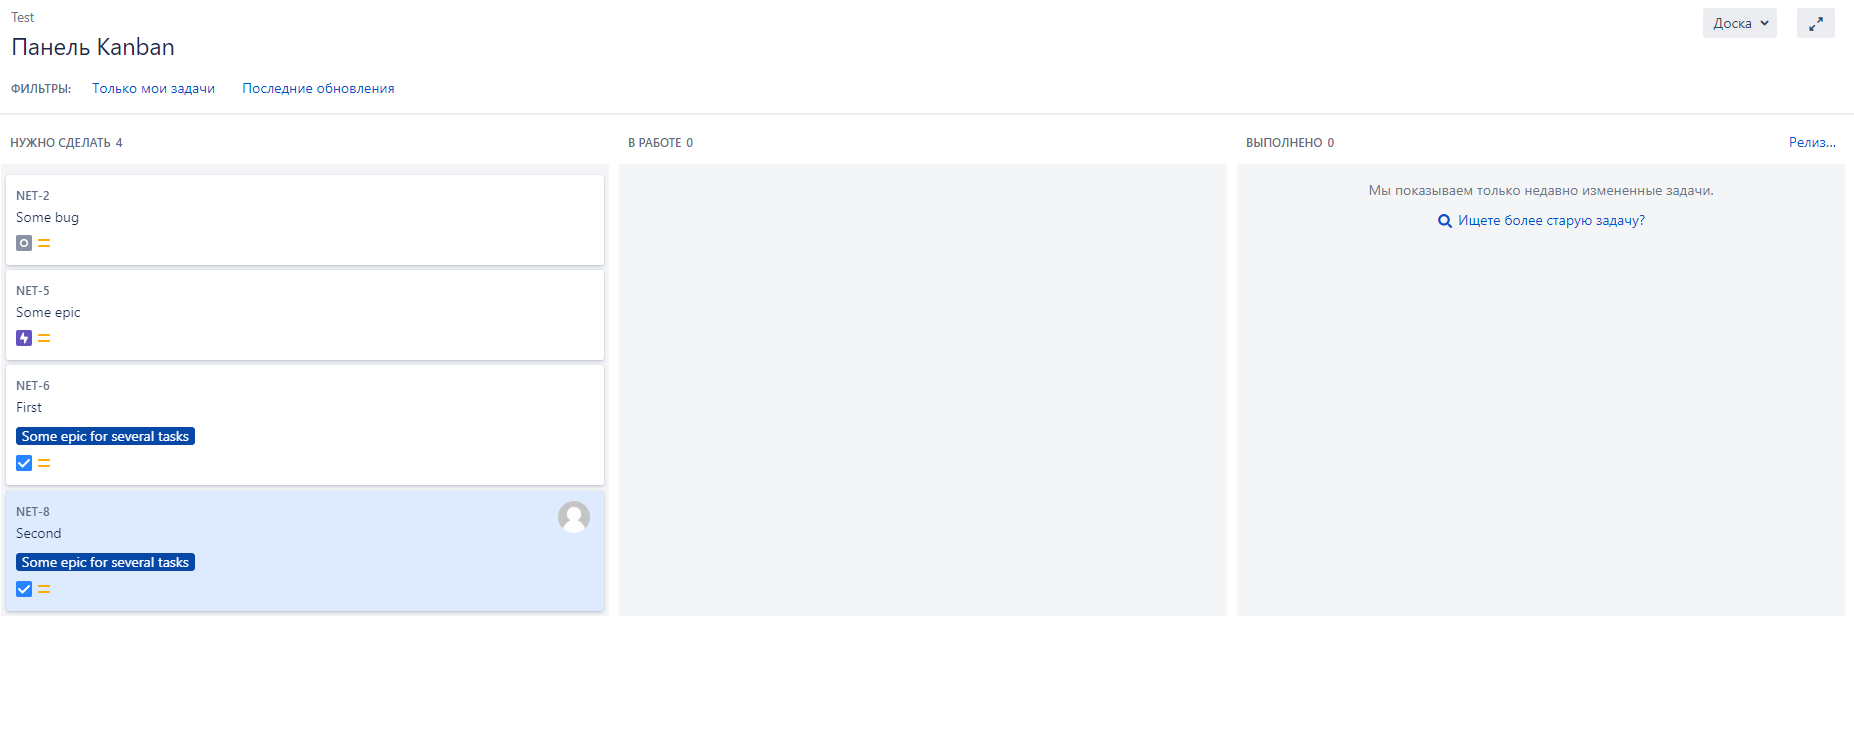 Test
Панель Kanban
Доска
ФИЛЬТРЫ: Только мои задачи Последние обновления
НУЖНО СДЕЛАТЬ 4
NET-2
Some bug
NET-5
Some epic
NET-6
First
Some epic for several tasks
NET-8
Second
Some epic for several tasks
В РАБОТЕ 0
ВЫПОЛНЕНО 0
Релиз...
Мы показываем только недавно измененные задачи.
Ищете более старую задачу?